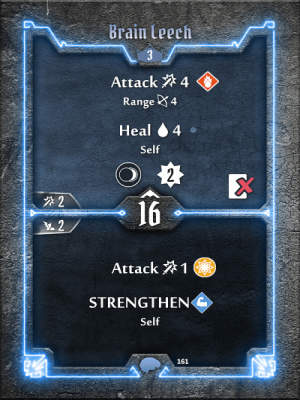 Brain Leech
3
Attack 4
Range 4
Heal 4
Self
2
2
16
2
Attack 1
STRENGTHEN
Self
161